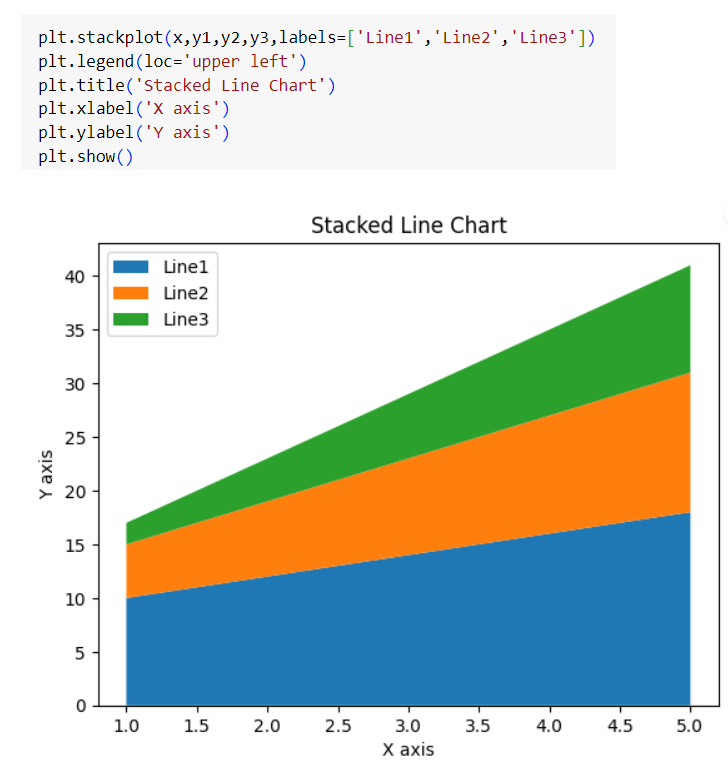 plt.stackplot(x,y1,y2,y3,labels=['Line1','Line2','Line3'])
plt.legend(loc='upper left')
plt.title('Stacked Line Chart')
plt.xlabel('X axis')
plt.ylabel('Y axis')
plt.show()
Stacked Line Chart
Line1
Line2
Line3
40
35
30
25
20
15
10
5
0
Y axis
1.0 1.5 2.0 2.5 3.0 3.5 4.0 4.5 5.0
X axis